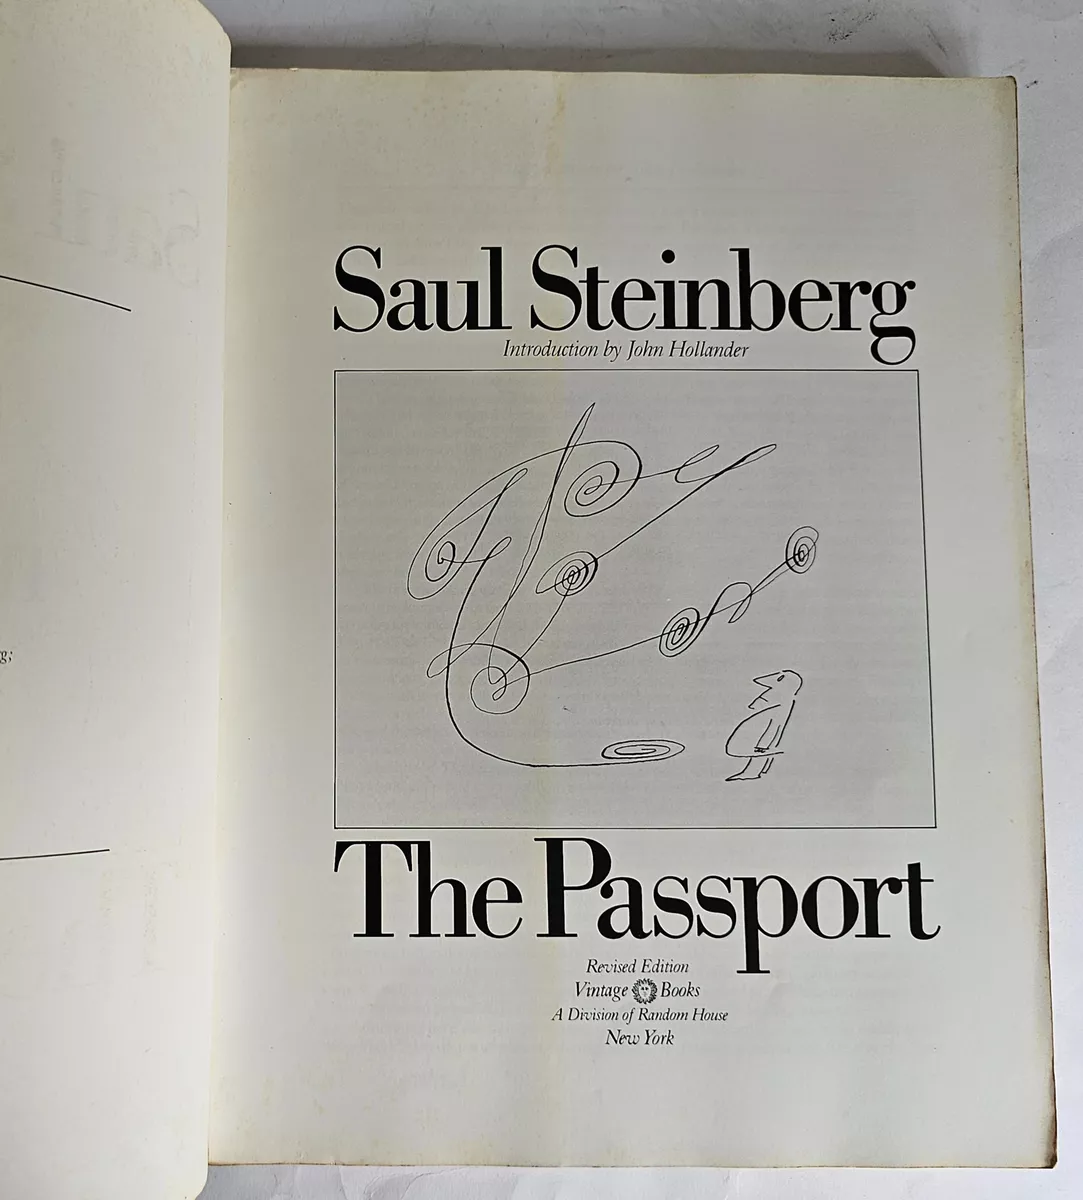 Saul Steinberg
Introduction by John Hollander
The Passport
Revised Edition
Vintage Books
A Division of Random House
New York